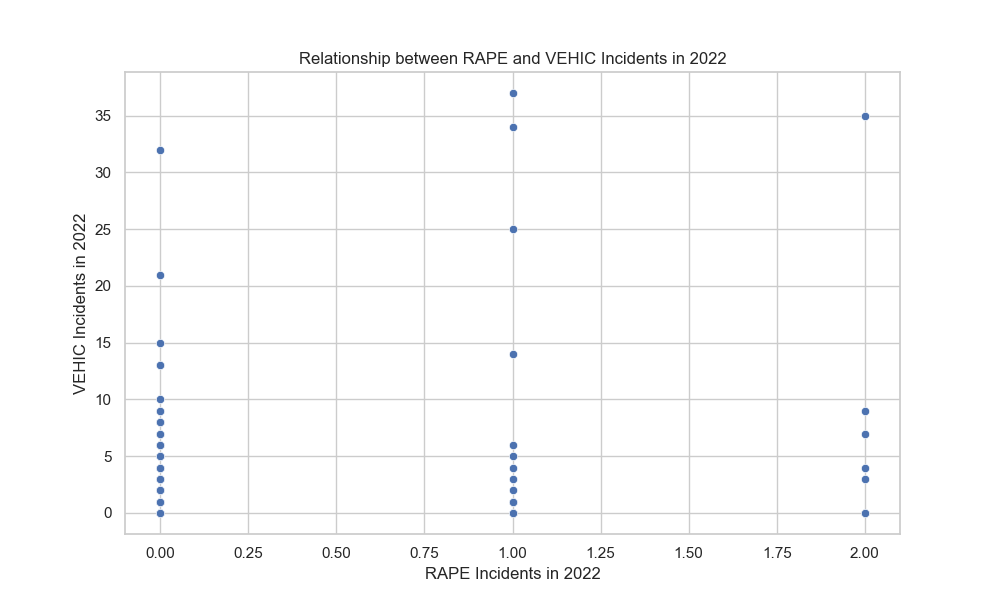 Relationship between RAPE and VEHIC Incidents in 2022
VEHIC Incidents in 2022
35
30
25
20
15
10
5
0
0.00 0.25 0.50 0.75 1.00 1.25 1.50 1.75 2.00
RAPE Incidents in 2022